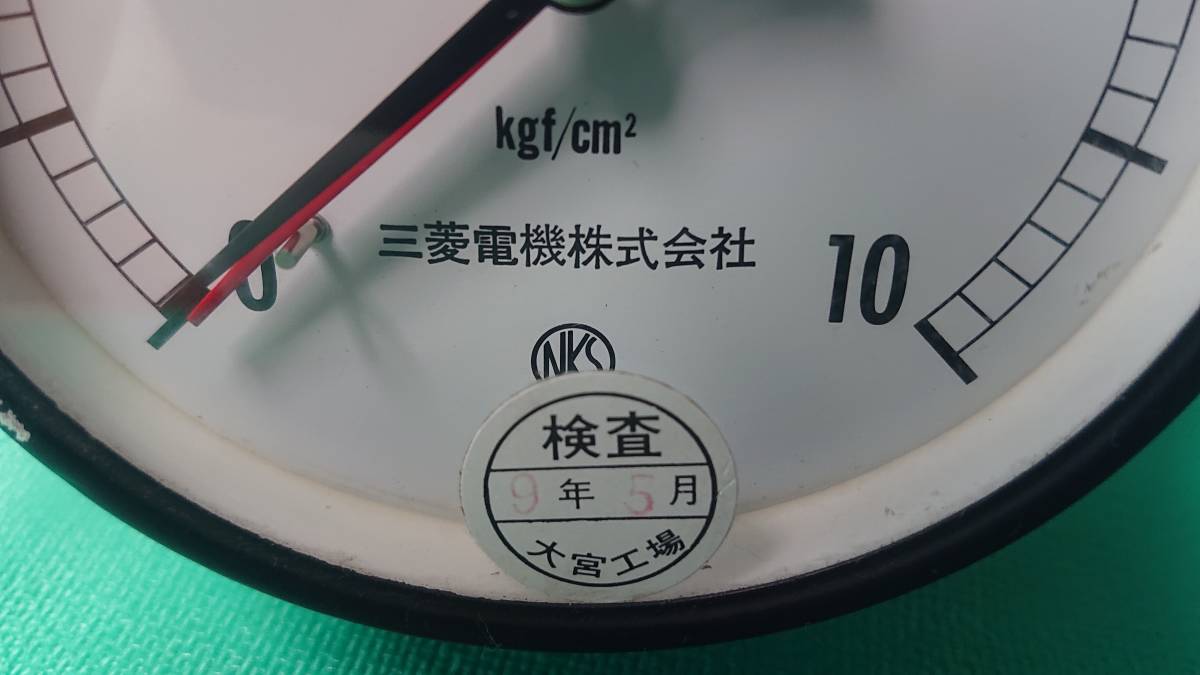 kgf/cm²
0 三菱電機株式会社 10
NKS
検査
9年5月
大宮工場